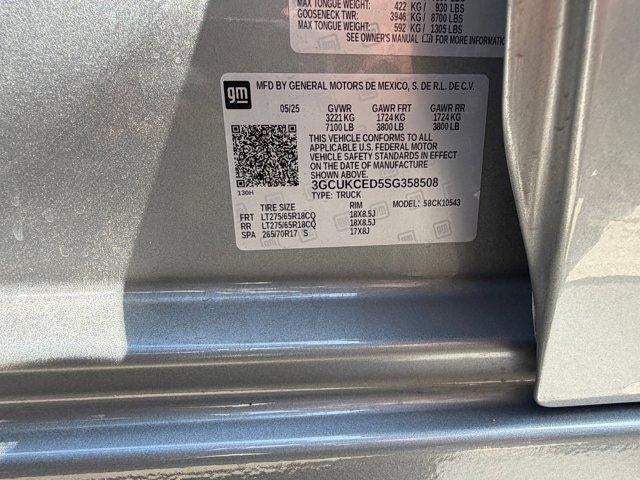 MAX TONGUE WEIGHT: 422 KG / 930 LBS
GOOSENECK TWR: 3946 KG / 8700 LBS
MAX TONGUE WEIGHT: 592 KG / 1305 LBS
SEE OWNER'S MANUAL FOR MORE INFORMATIO
gm
MFD BY GENERAL MOTORS DE MEXICO, S. DE R.L. DE C.V.
05/25 GVWR GAWR FRT GAWR RR
3221 KG 1724 KG 1724 KG
7100 LB 3800 LB 3800 LB
THIS VEHICLE CONFORMS TO ALL
APPLICABLE U.S. FEDERAL MOTOR
VEHICLE SAFETY STANDARDS IN EFFECT
ON THE DATE OF MANUFACTURE
SHOWN ABOVE.
3GCUKCED5SG358508
130H
TYPE: TRUCK MODEL: 58CK10543
TIRE SIZE RIM
FRT LT275/65R18CQ 18X8.5J
RR LT275/65R18CQ 18X8.5J
SPA 265/70R17 S 17X8J